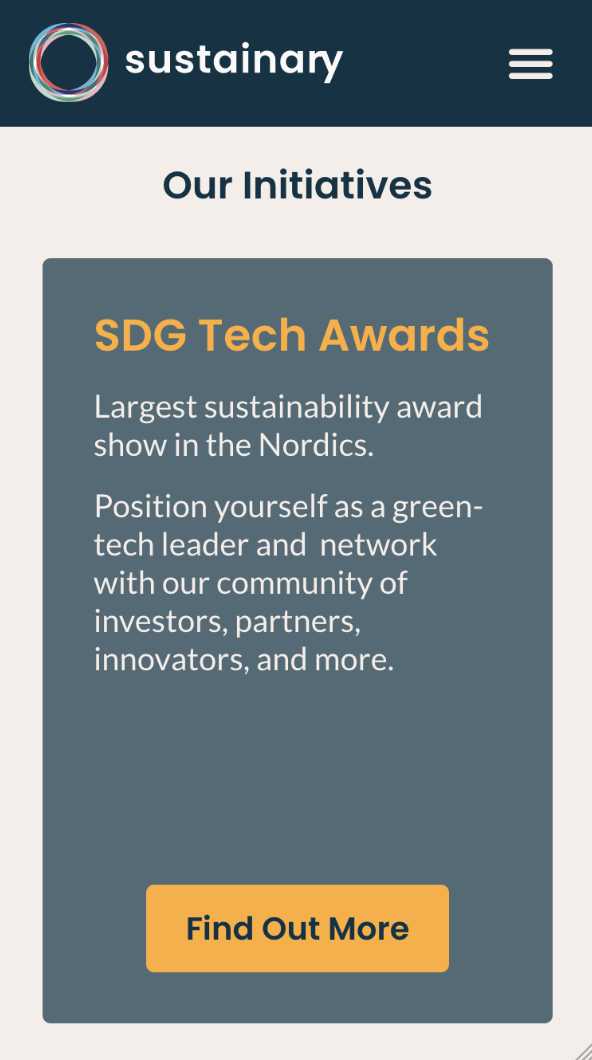 sustainary
Our Initiatives
SDG Tech Awards
Largest sustainability award
show in the Nordics.
Position yourself as a green-
tech leader and  network
with our community of
investors, partners,
innovators, and more.
Find Out More